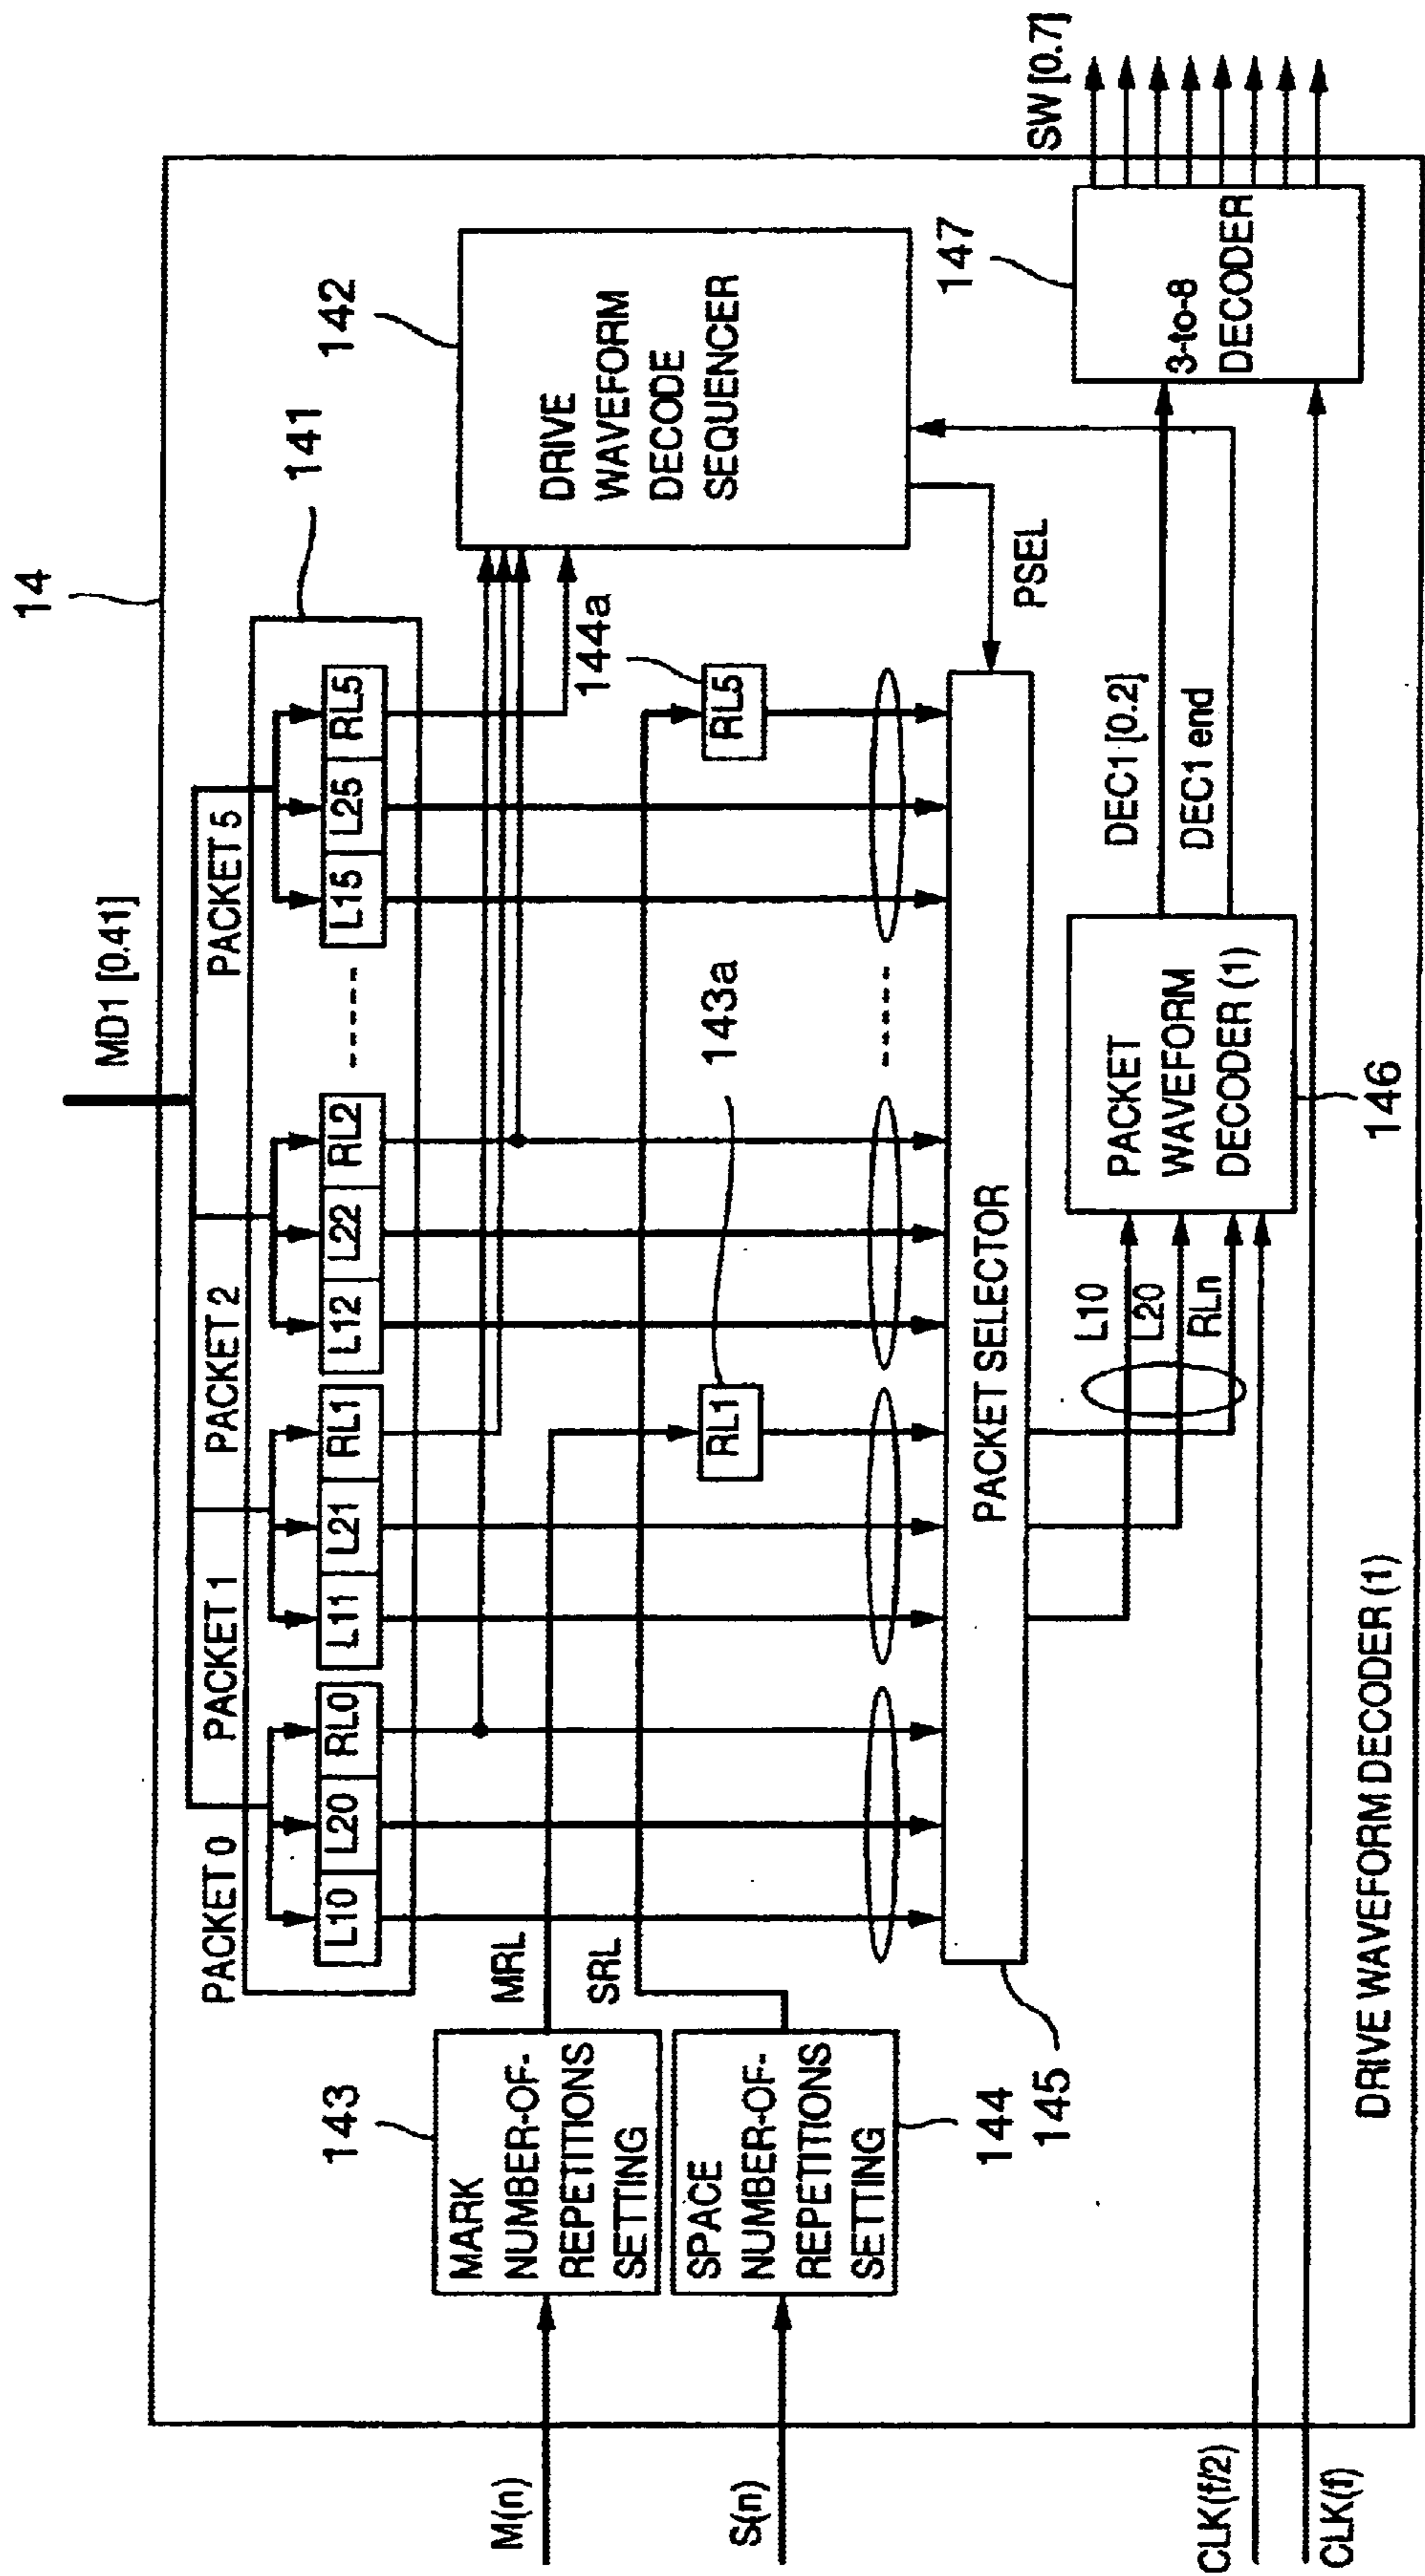 14
MD1 [0.41]
PACKET 0
PACKET 1
PACKET 2
PACKET 5
141
L10
L20
RL0
L11
L21
RL1
L12
L22
RL2
L15
L25
RL5
142
DRIVE
WAVEFORM
DECODE
SEQUENCER
143
MARK
NUMBER-OF-
REPETITIONS
SETTING
M(n)
MRL
144
SPACE
NUMBER-OF-
REPETITIONS
SETTING
S(n)
SRL
143a
RL1
144a
RL5
PSEL
145
PACKET SELECTOR
L10
L20
RLn
146
PACKET
WAVEFORM
DECODER (1)
DEC1 [0.2]
DEC1 end
147
3-to-8
DECODER
SW [0.7]
CLK(f/2)
CLK(f)
DRIVE WAVEFORM DECODER (1)